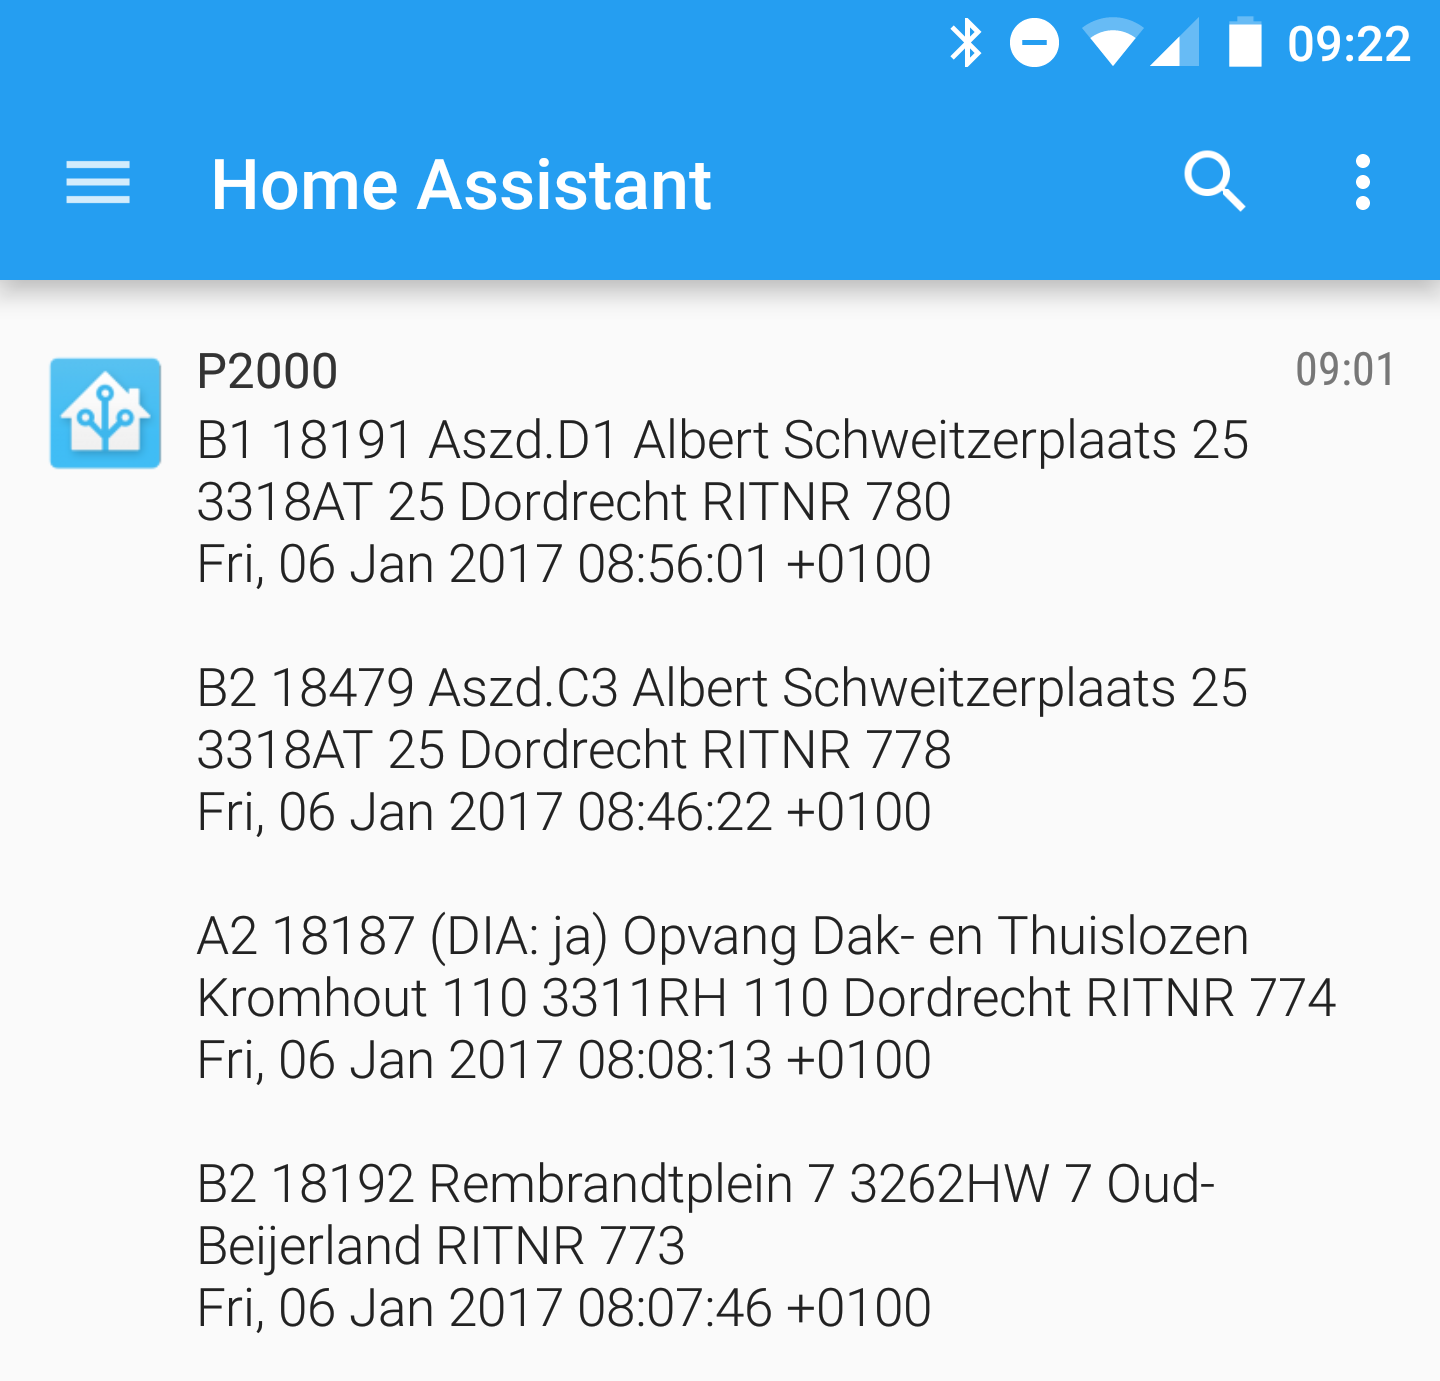 09:22
Home Assistant
P2000 09:01
B1 18191 Aszd.D1 Albert Schweitzerplaats 25
3318AT 25 Dordrecht RITNR 780
Fri, 06 Jan 2017 08:56:01 +0100
B2 18479 Aszd.C3 Albert Schweitzerplaats 25
3318AT 25 Dordrecht RITNR 778
Fri, 06 Jan 2017 08:46:22 +0100
A2 18187 (DIA: ja) Opvang Dak- en Thuislozen
Kromhout 110 3311RH 110 Dordrecht RITNR 774
Fri, 06 Jan 2017 08:08:13 +0100
B2 18192 Rembrandtplein 7 3262HW 7 Oud-
Beijerland RITNR 773
Fri, 06 Jan 2017 08:07:46 +0100